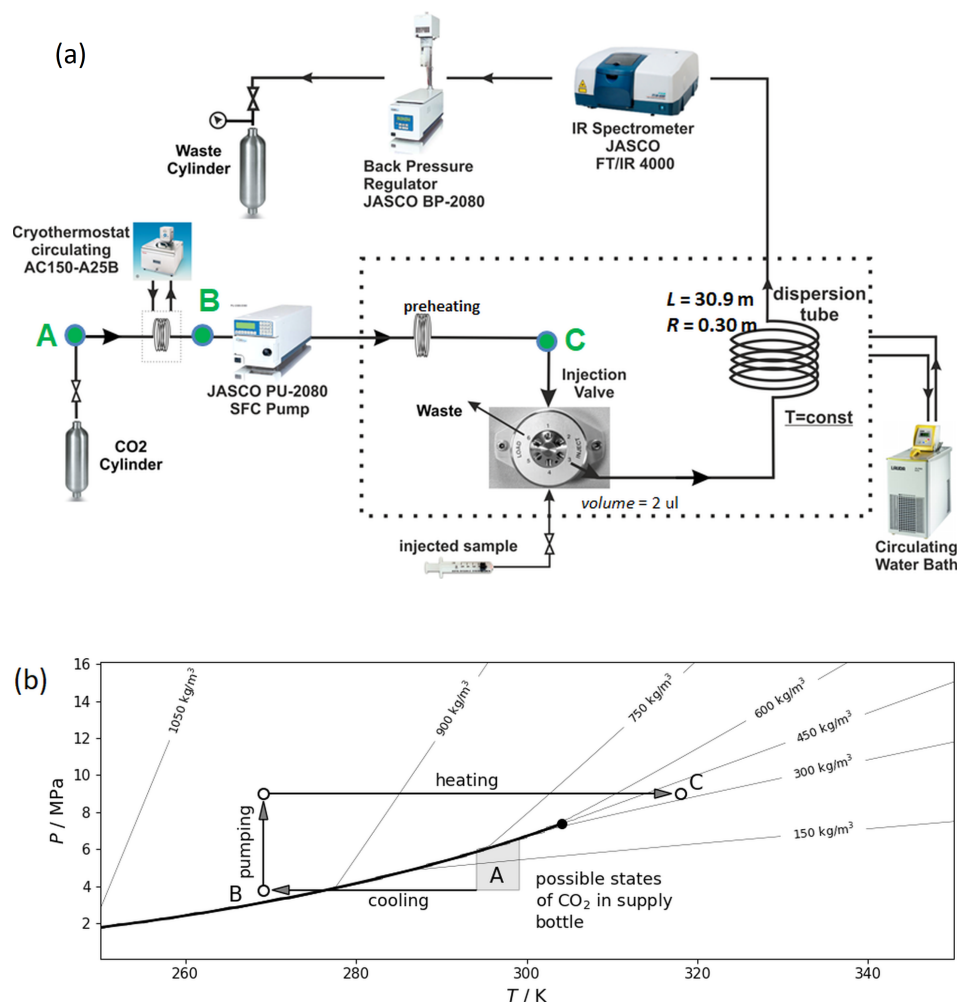 (a)
Waste
Cylinder
Back Pressure
Regulator
JASCO BP-2080
IR Spectrometer
JASCO
FT/IR 4000
Cryothermostat
circulating
AC150-A25B
A
B
JASCO PU-2080
SFC Pump
CO2
Cylinder
preheating
C
Injection
Valve
Waste
LOAD
INJECT
volume = 2 ul
injected sample
L = 30.9 m
R = 0.30 m
dispersion
tube
T=const
LAUDA
Circulating
Water Bath
(b)
P / MPa
16
14
12
10
8
6
4
2
1050 kg/m³
900 kg/m³
750 kg/m³
600 kg/m³
450 kg/m³
300 kg/m³
150 kg/m³
heating
C
pumping
B
cooling
A
possible states
of CO₂ in supply
bottle
260
280
300
320
340
T / K